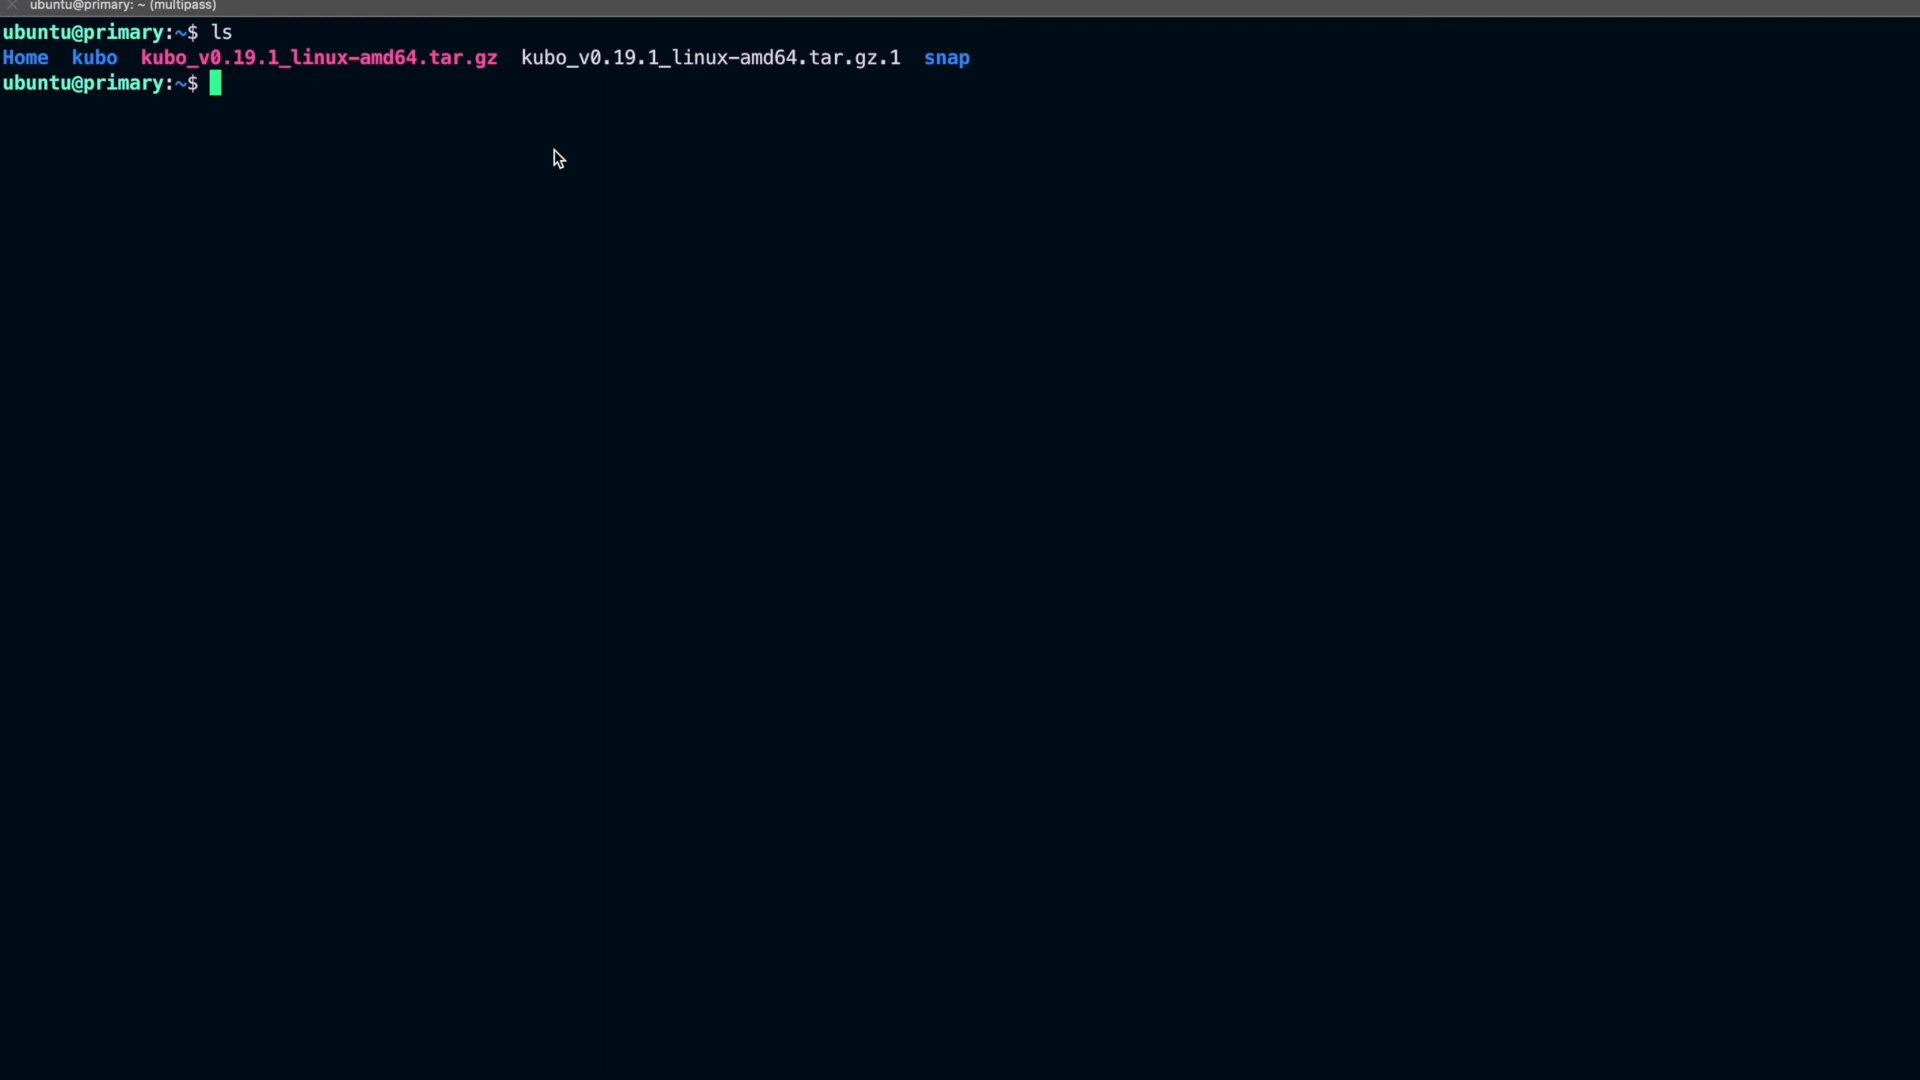 ubuntu@primary: ~ (multipass)
ubuntu@primary:~$ ls
Home  kubo  kubo_v0.19.1_linux-amd64.tar.gz  kubo_v0.19.1_linux-amd64.tar.gz.1  snap
ubuntu@primary:~$